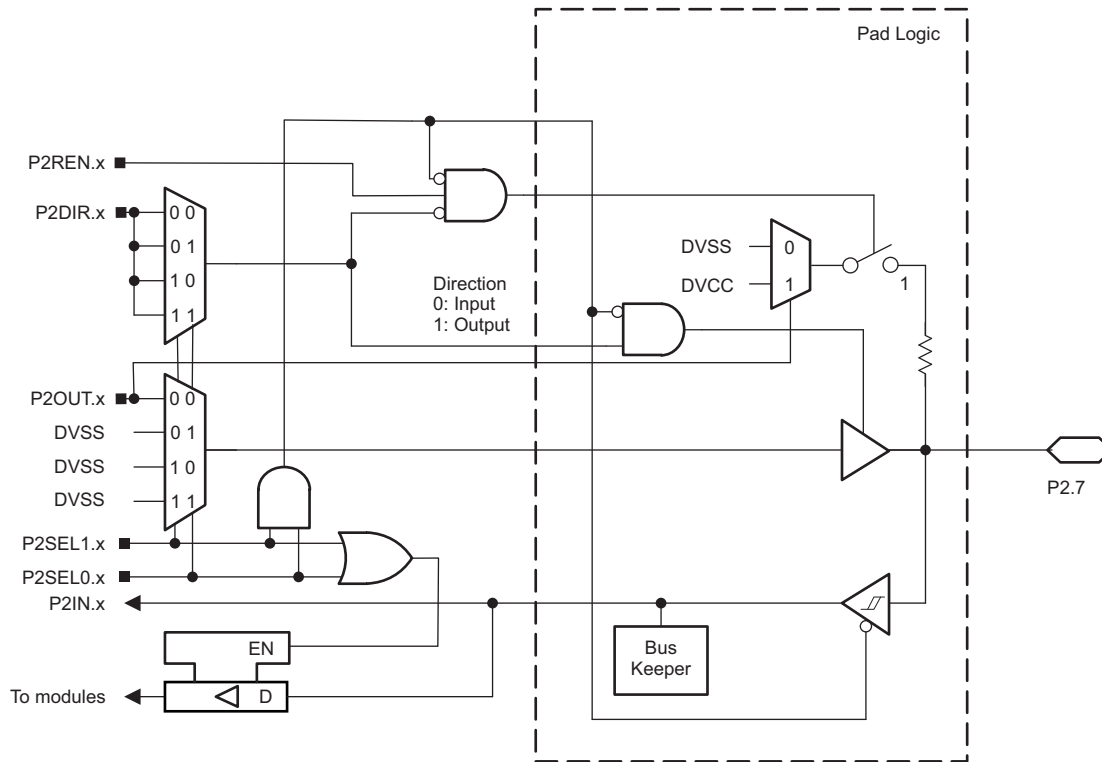 Pad Logic
P2REN.x
P2DIR.x
0 0
0 1
1 0
1 1
Direction
0: Input
1: Output
DVSS
0
DVCC
1
1
P2OUT.x
0 0
DVSS
0 1
DVSS
1 0
DVSS
1 1
P2.7
P2SEL1.x
P2SEL0.x
P2IN.x
EN
Bus
Keeper
To modules
D